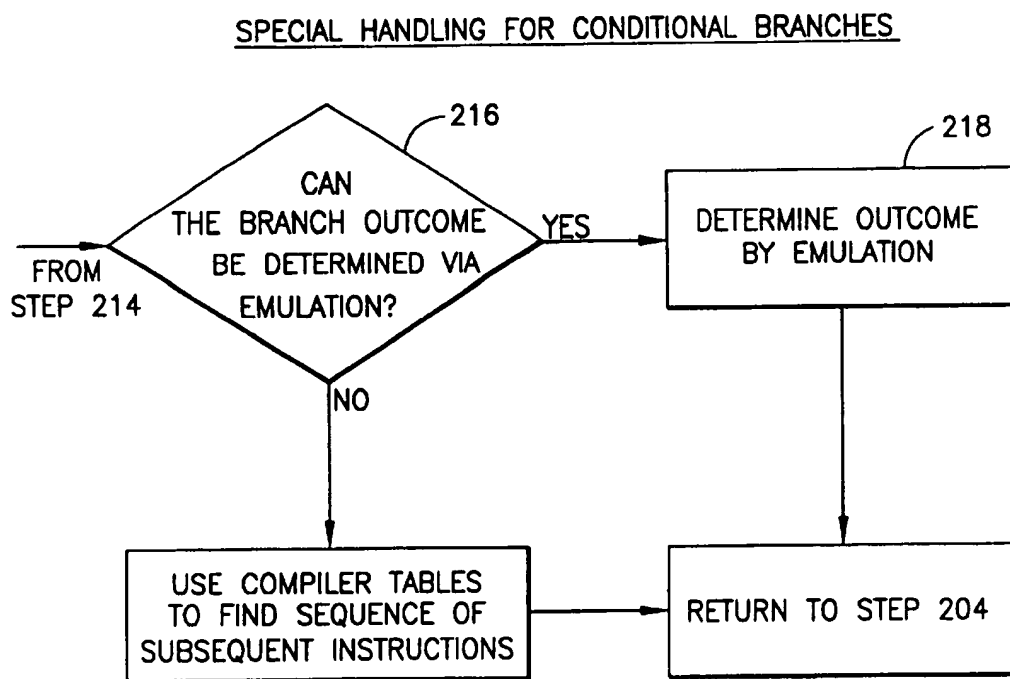 SPECIAL HANDLING FOR CONDITIONAL BRANCHES
216
CAN
THE BRANCH OUTCOME
BE DETERMINED VIA
EMULATION?
FROM
STEP 214
YES
NO
218
DETERMINE OUTCOME
BY EMULATION
USE COMPILER TABLES
TO FIND SEQUENCE OF
SUBSEQUENT INSTRUCTIONS
RETURN TO STEP 204